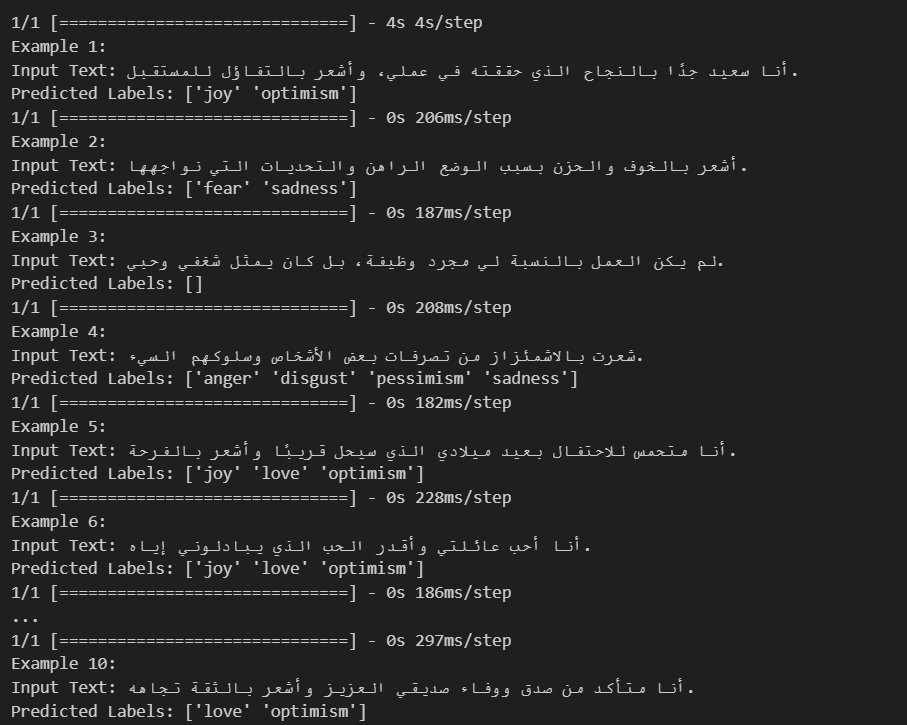 1/1 [==============================] - 4s 4s/step
Example 1:
Input Text: أنا سعيد جدًا بالنجاح الذي حققته في عملي، وأشعر بالتفاؤل للمستقبل.
Predicted Labels: ['joy' 'optimism']
1/1 [==============================] - 0s 206ms/step
Example 2:
Input Text: أشعر بالخوف والحزن بسبب الوضع الراهن والتحديات التي نواجهها.
Predicted Labels: ['fear' 'sadness']
1/1 [==============================] - 0s 187ms/step
Example 3:
Input Text: لم يكن العمل بالنسبة لي مجرد وظيفة، بل كان يمثل شغفي وحبي.
Predicted Labels: []
1/1 [==============================] - 0s 208ms/step
Example 4:
Input Text: شعرت بالاشمئزاز من تصرفات بعض الأشخاص وسلوكهم السيء.
Predicted Labels: ['anger' 'disgust' 'pessimism' 'sadness']
1/1 [==============================] - 0s 182ms/step
Example 5:
Input Text: أنا متحمس للاحتفال بعيد ميلادي الذي سيحل قريبًا وأشعر بالفرحة.
Predicted Labels: ['joy' 'love' 'optimism']
1/1 [==============================] - 0s 228ms/step
Example 6:
Input Text: أنا أحب عائلتي وأقدر الحب الذي يبادلوني إياه.
Predicted Labels: ['joy' 'love' 'optimism']
1/1 [==============================] - 0s 186ms/step
...
1/1 [==============================] - 0s 297ms/step
Example 10:
Input Text: أنا متأكد من صدق ووفاء صديقي العزيز وأشعر بالثقة تجاهه.
Predicted Labels: ['love' 'optimism']